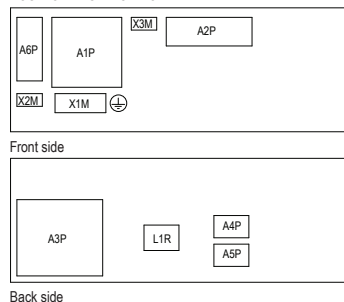 X3M
A2P
A6P
A1P
X2M
X1M
Front side
A3P
L1R
A4P
A5P
Back side